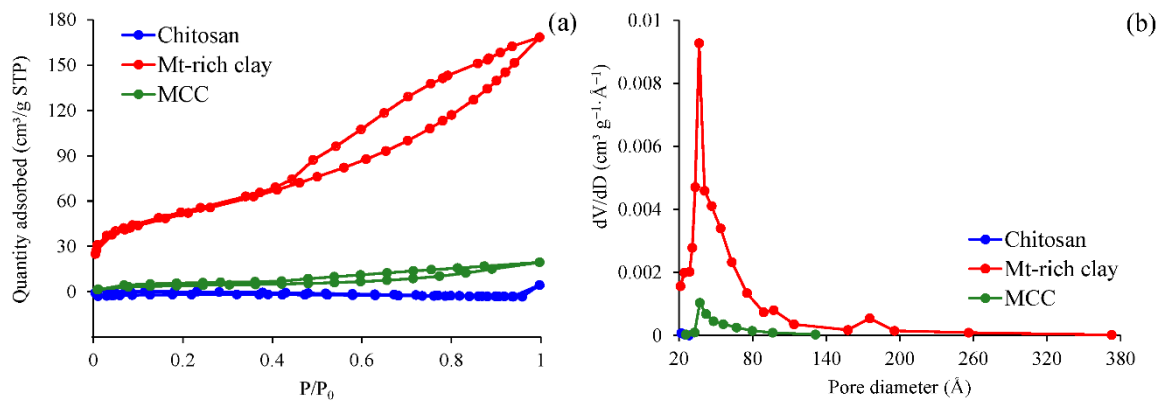 (a)
Quantity adsorbed (cm³/g STP)
180
150
120
90
60
30
0
Chitosan
Mt-rich clay
MCC
0 0.2 0.4 0.6 0.8 1
P/P₀
(b)
dV/dD (cm³ g⁻¹· Å⁻¹)
0.01
0.008
0.006
0.004
0.002
0
Chitosan
Mt-rich clay
MCC
20 80 140 200 260 320 380
Pore diameter (Å)